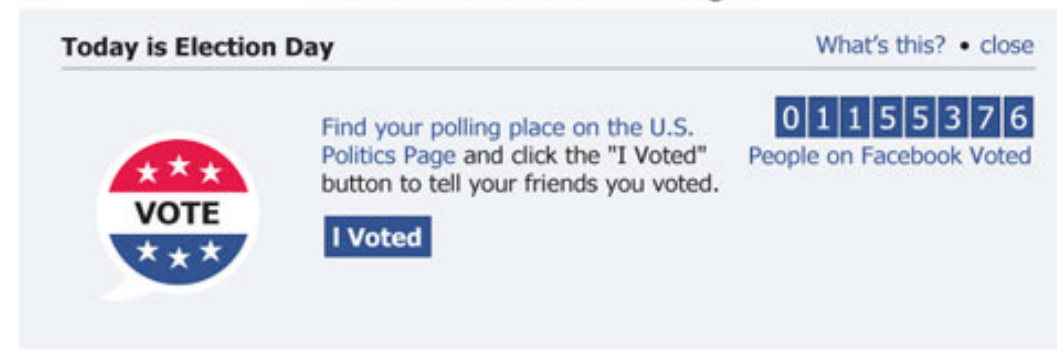 Today is Election Day
What's this? • close
Find your polling place on the U.S.
Politics Page and click the "I Voted"
button to tell your friends you voted.
I Voted
01155376
People on Facebook Voted
VOTE